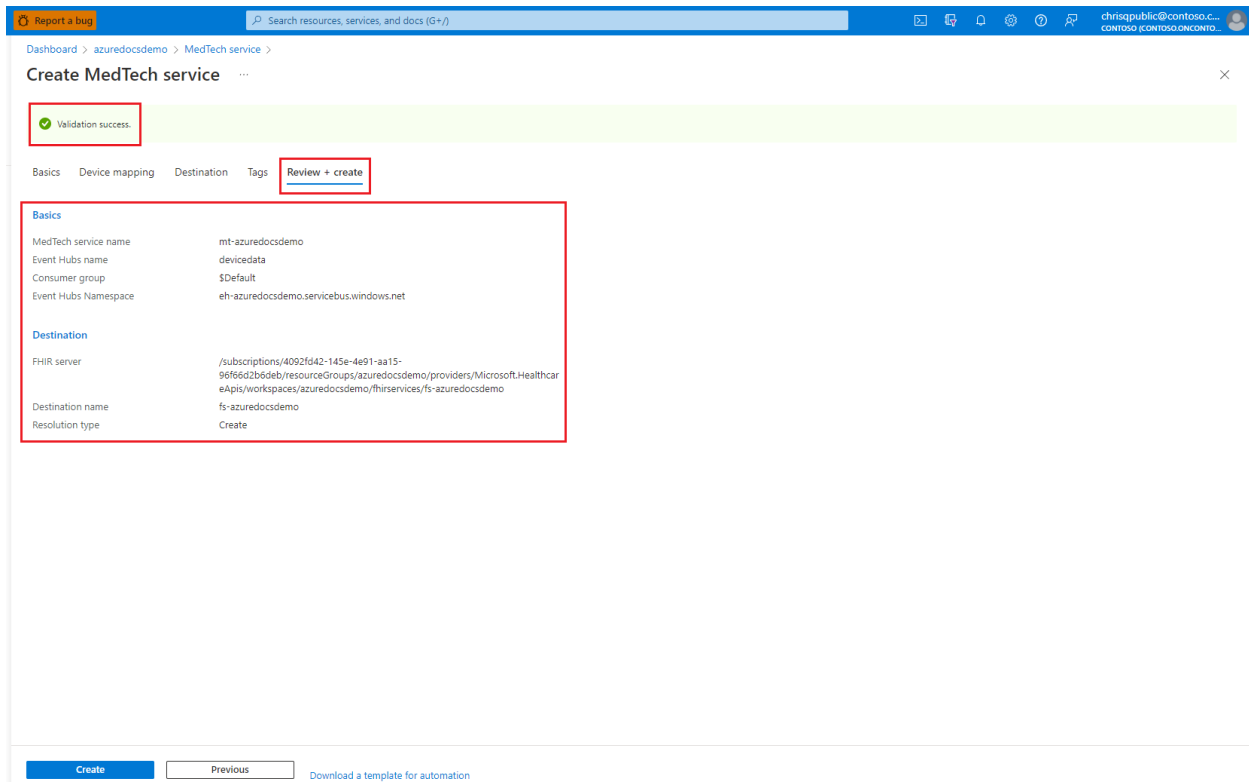 Report a bug
Search resources, services, and docs (G+/)
chrisqpublic@contoso.c...
CONTOSO (CONTOSO.ONCONTO...
Dashboard > azuredocsdemo > MedTech service >
Create MedTech service ...
Validation success.
Basics Device mapping Destination Tags Review + create
Basics
MedTech service name mt-azuredocsdemo
Event Hubs name devicedata
Consumer group $Default
Event Hubs Namespace eh-azuredocsdemo.servicebus.windows.net
Destination
FHIR server /subscriptions/4092fd42-145e-4e91-aa15-
96f66d2b6deb/resourceGroups/azuredocsdemo/providers/Microsoft.Healthcar
eApis/workspaces/azuredocsdemo/fhirservices/fs-azuredocsdemo
Destination name fs-azuredocsdemo
Resolution type Create
Create Previous Download a template for automation